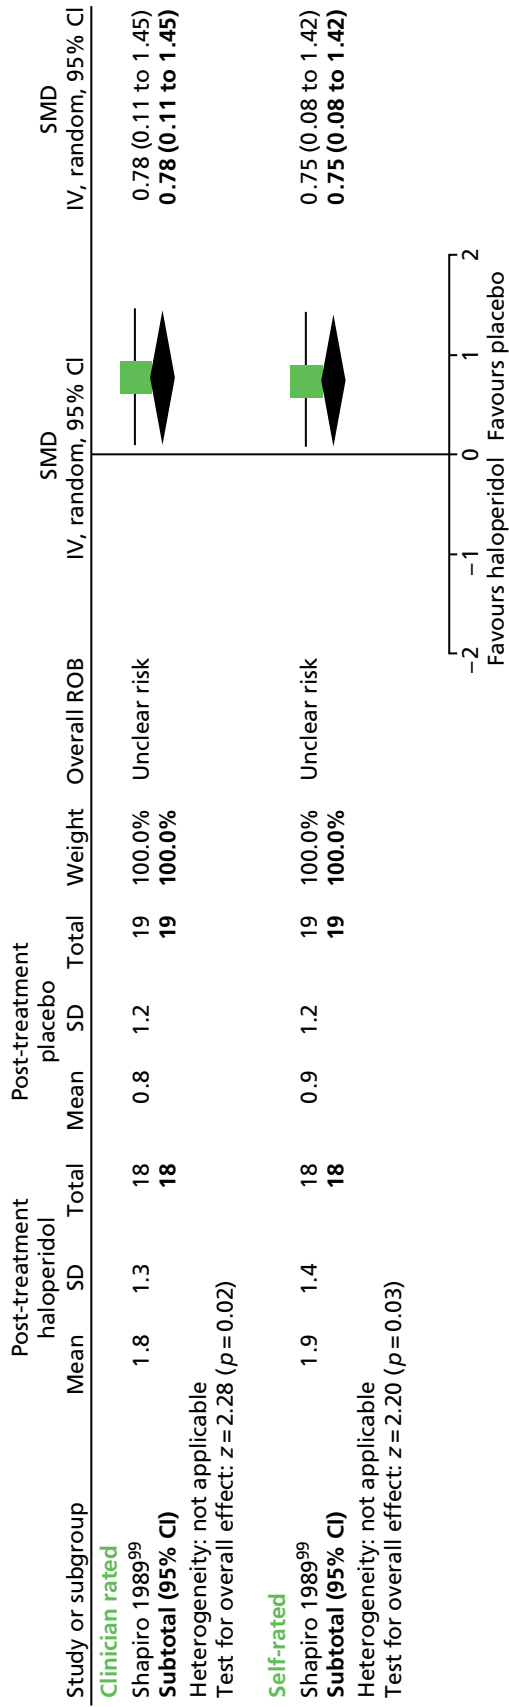 Post-treatment haloperidol Post-treatment placebo SMD SMD
Study or subgroup Mean SD Total Mean SD Total Weight Overall ROB IV, random, 95% CI IV, random, 95% CI
Clinician rated
Shapiro 1989⁹⁹ 1.8 1.3 18 0.8 1.2 19 100.0% Unclear risk 0.78 (0.11 to 1.45)
Subtotal (95% CI) 18 19 100.0% 0.78 (0.11 to 1.45)
Heterogeneity: not applicable
Test for overall effect: z = 2.28 (p = 0.02)
Self-rated
Shapiro 1989⁹⁹ 1.9 1.4 18 0.9 1.2 19 100.0% Unclear risk 0.75 (0.08 to 1.42)
Subtotal (95% CI) 18 19 100.0% 0.75 (0.08 to 1.42)
Heterogeneity: not applicable
Test for overall effect: z = 2.20 (p = 0.03)
−2 −1 0 1 2
Favours haloperidol Favours placebo